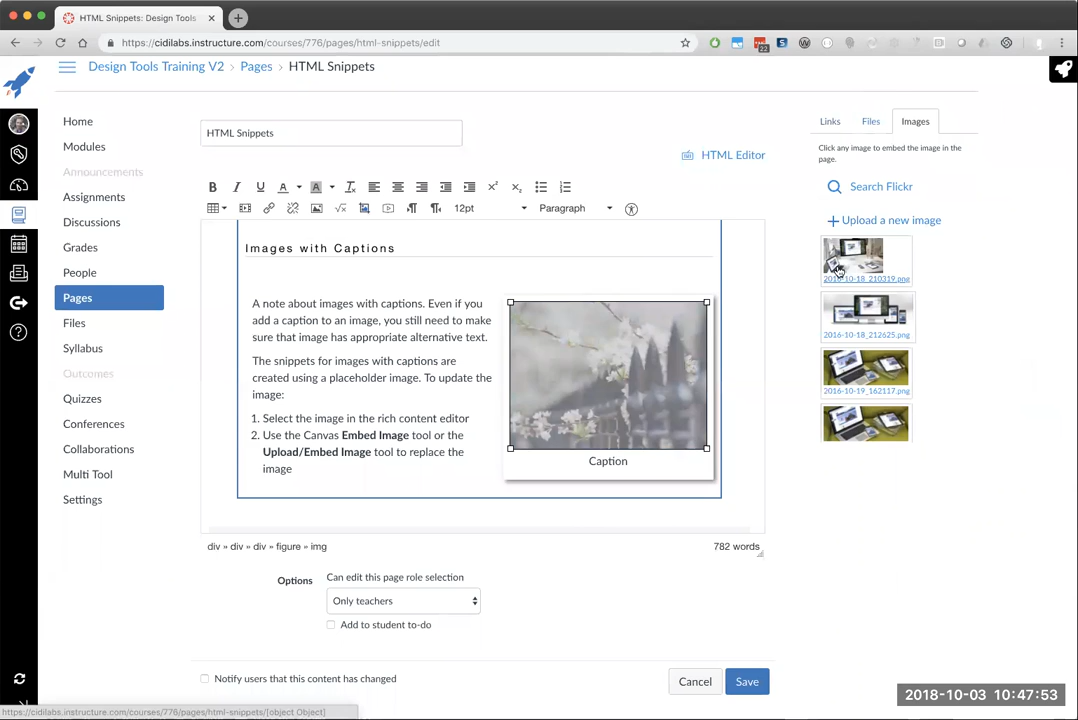 HTML Snippets: Design Tools
https://cidilabs.instructure.com/courses/776/pages/html-snippets/edit
22
Design Tools Training V2 > Pages > HTML Snippets
Home
Modules
Announcements
Assignments
Discussions
Grades
People
Pages
Files
Syllabus
Outcomes
Quizzes
Conferences
Collaborations
Multi Tool
Settings
HTML Snippets
HTML Editor
12pt
Paragraph
Images with Captions
A note about images with captions. Even if you
add a caption to an image, you still need to make
sure that image has appropriate alternative text.
The snippets for images with captions are
created using a placeholder image. To update the
image:
1. Select the image in the rich content editor
2. Use the Canvas Embed Image tool or the
Upload/Embed Image tool to replace the
image
Caption
div » div » div » figure » img
782 words
Options
Can edit this page role selection
Only teachers
Add to student to-do
Notify users that this content has changed
Cancel
Save
Links
Files
Images
Click any image to embed the image in the
page.
Search Flickr
Upload a new image
2016-10-18_210319.png
2016-10-18_212625.png
2016-10-19_162117.png
https://cidilabs.instructure.com/courses/776/pages/html-snippets/[object Object]
2018-10-03 10:47:53